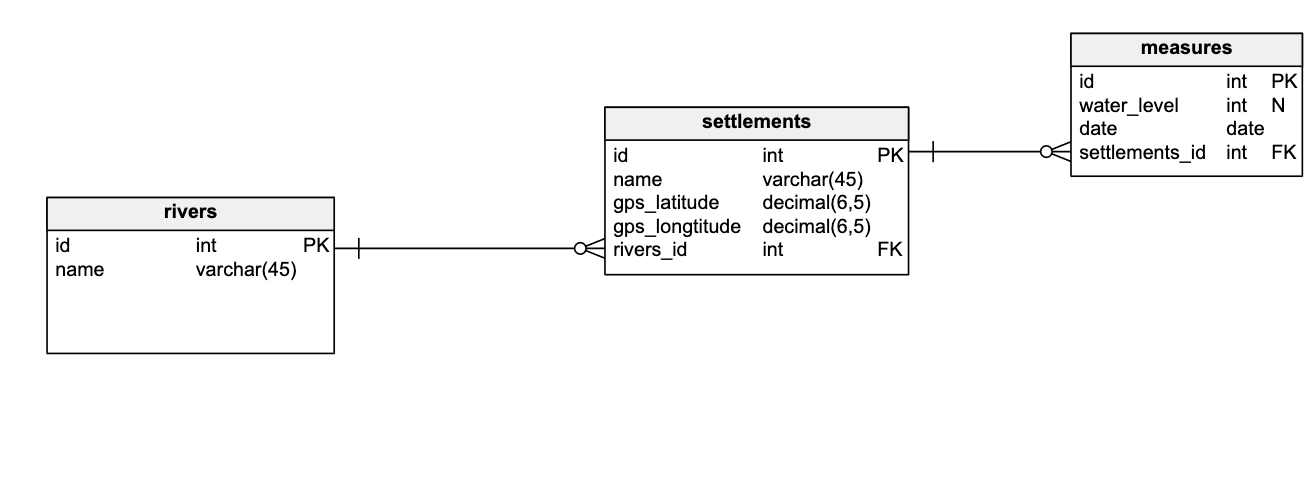 measures
id int PK
water_level int N
date date
settlements_id int FK
settlements
id int PK
name varchar(45)
gps_latitude decimal(6,5)
gps_longtitude decimal(6,5)
rivers_id int FK
rivers
id int PK
name varchar(45)